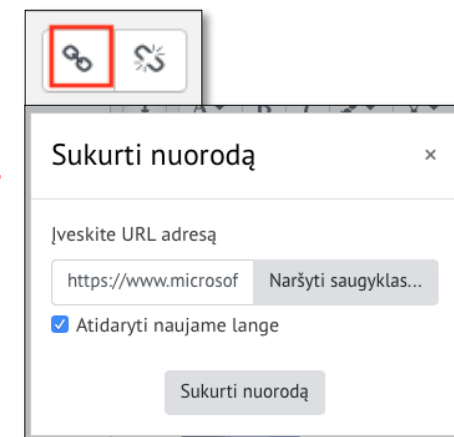 Sukurti nuorodą ×
Įveskite URL adresą
https://www.microsof Naršyti saugyklas...
Atidaryti naujame lange
Sukurti nuorodą